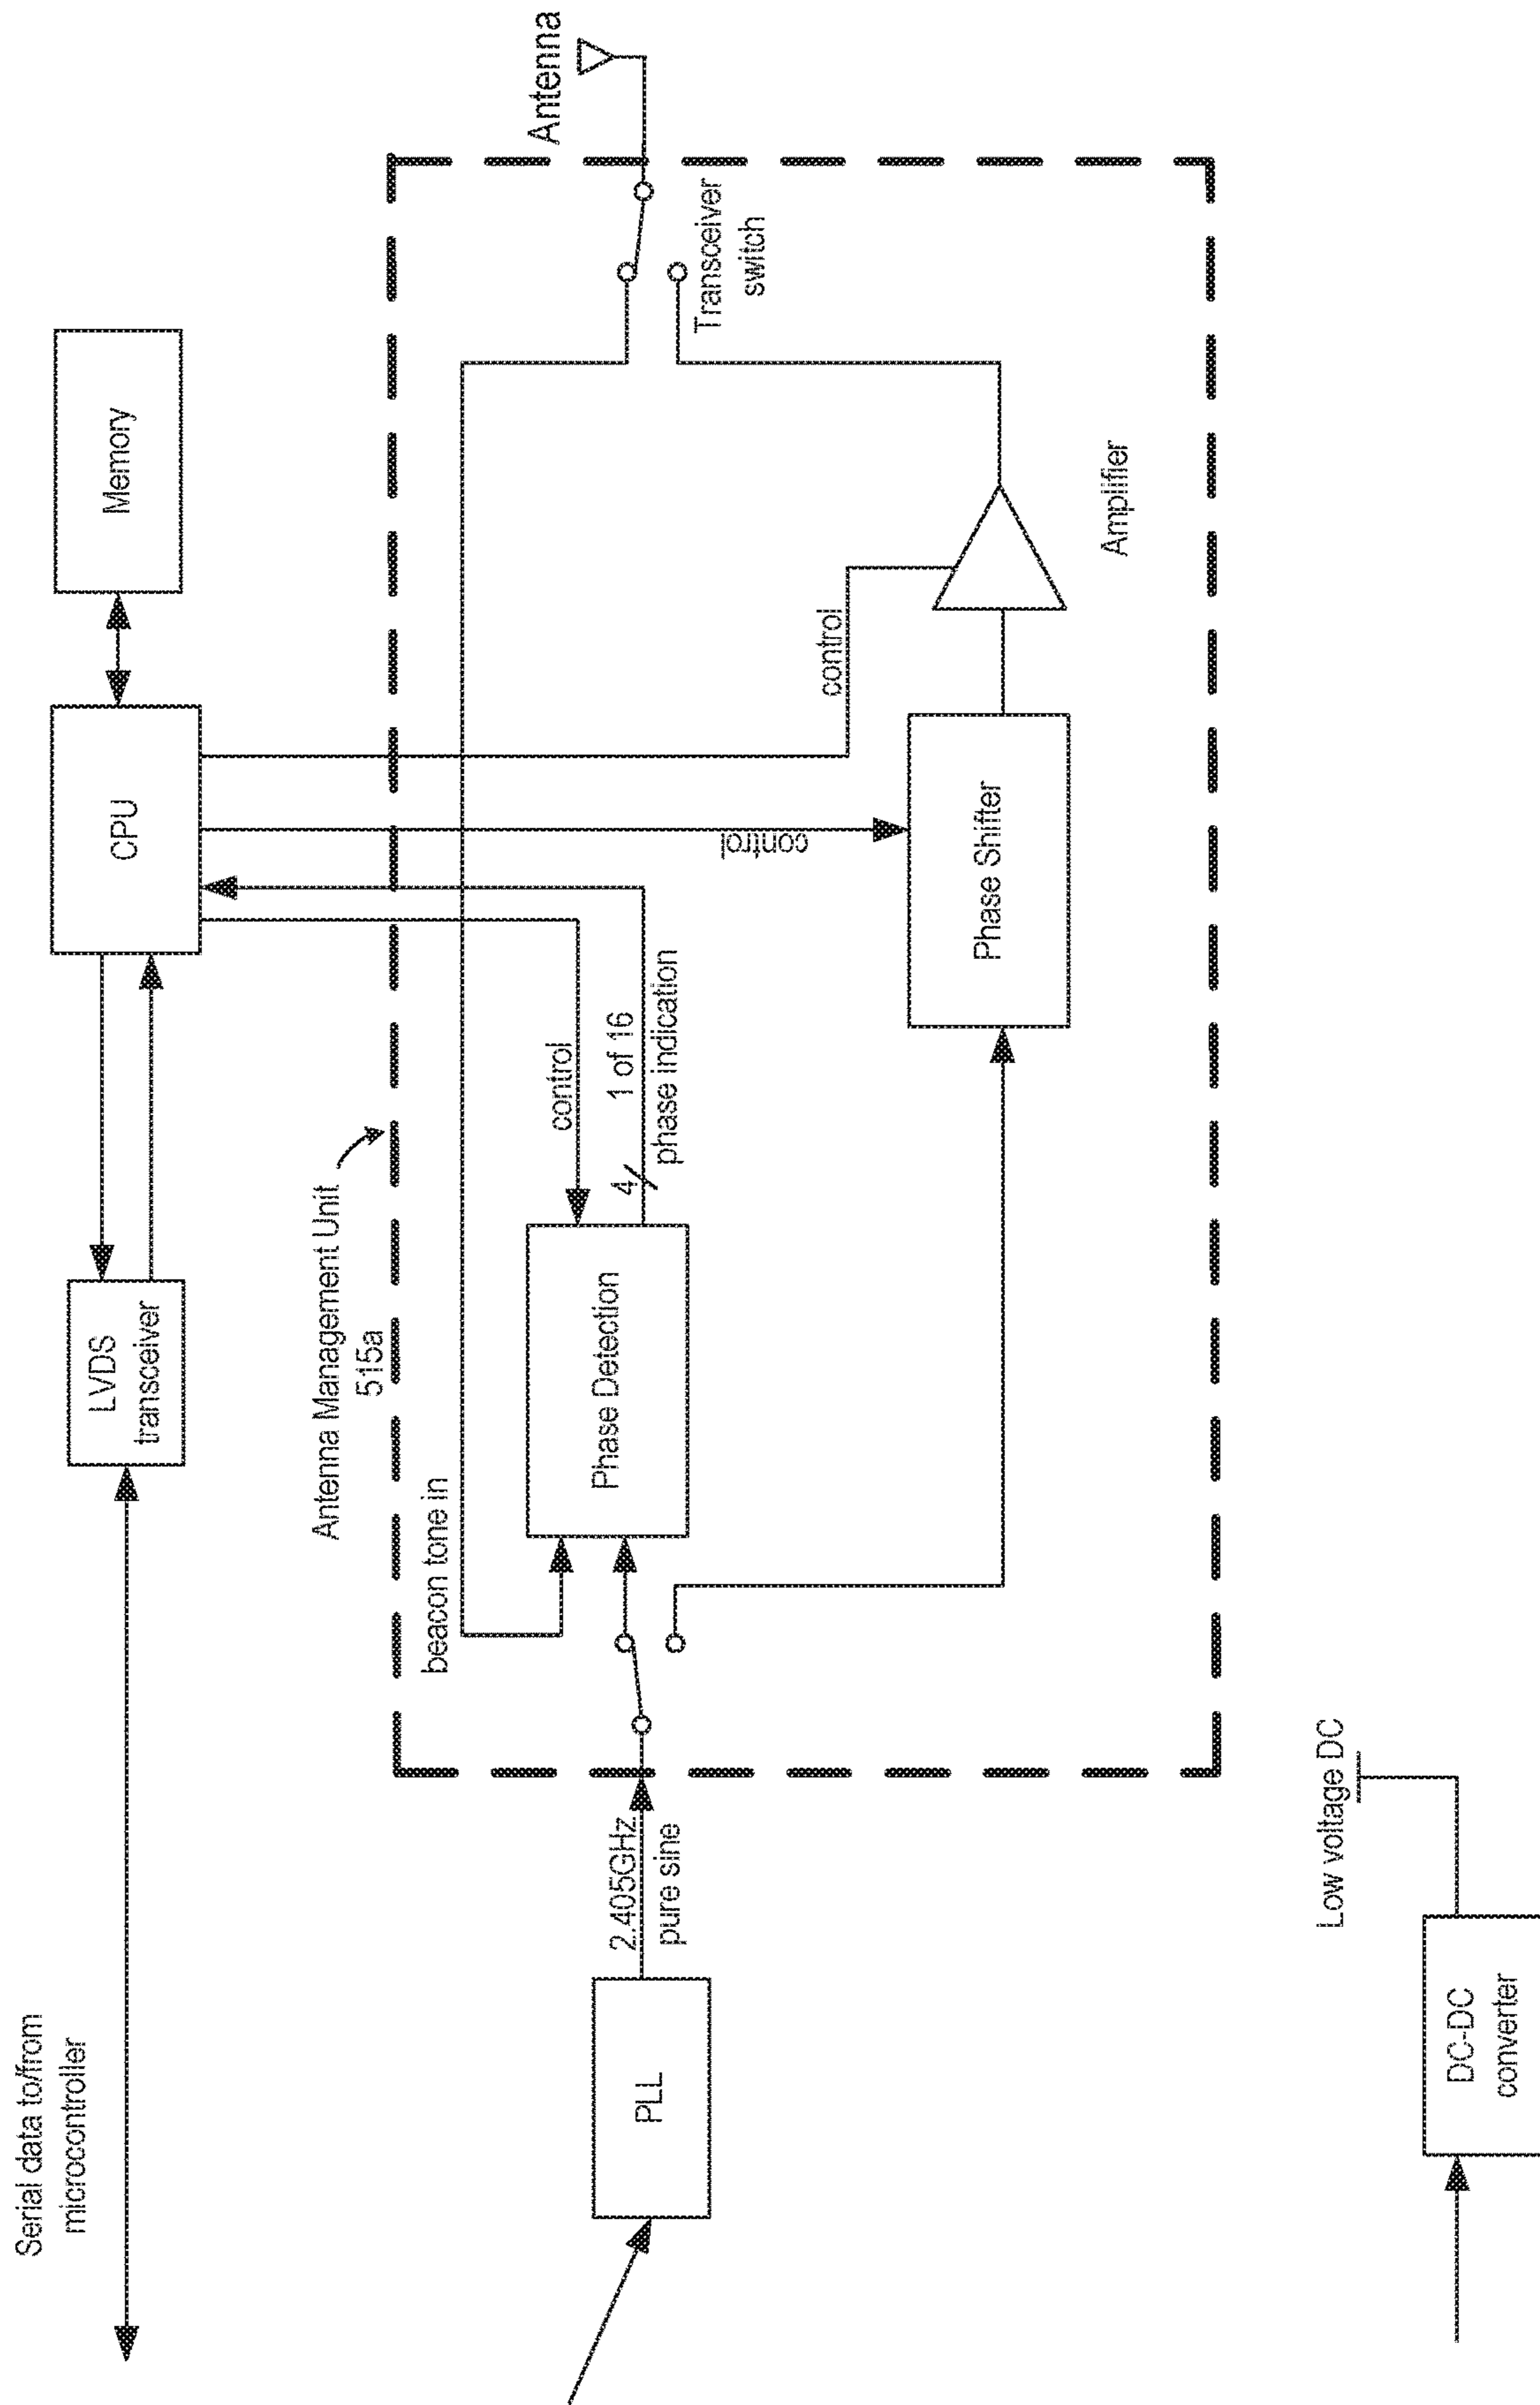 Serial data to/from
microcontroller
LVDS
transceiver
CPU
Memory
Antenna Management Unit
515a
beacon tone in
Antenna
Transceiver
switch
control
4
1 of 16
phase indication
Phase Detection
control
control
2.405GHz
pure sine
PLL
Phase Shifter
Amplifier
Low voltage DC
DC-DC
converter